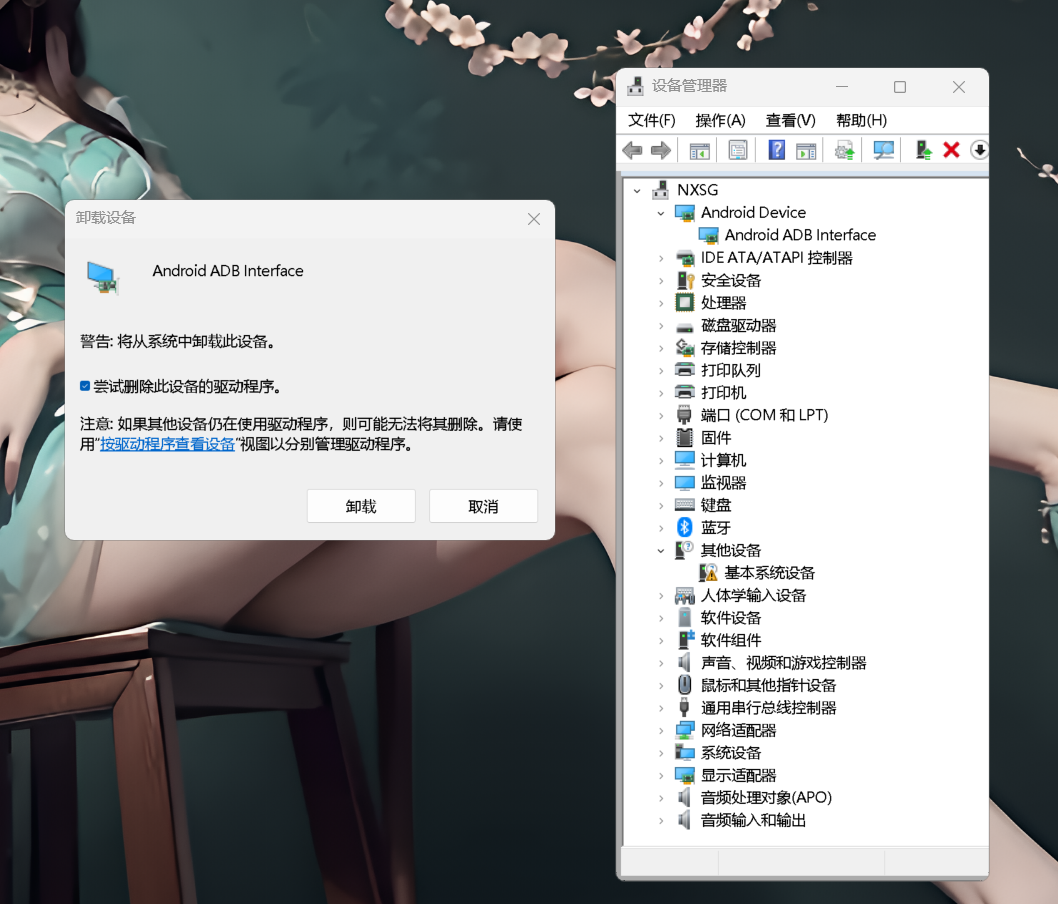 卸载设备
Android ADB Interface
警告: 将从系统中卸载此设备。
尝试删除此设备的驱动程序。
注意: 如果其他设备仍在使用驱动程序，则可能无法将其删除。请使
用“按驱动程序查看设备”视图以分别管理驱动程序。
卸载
取消
设备管理器
文件(F) 操作(A) 查看(V) 帮助(H)
NXSG
Android Device
Android ADB Interface
IDE ATA/ATAPI 控制器
安全设备
处理器
磁盘驱动器
存储控制器
打印队列
打印机
端口 (COM 和 LPT)
固件
计算机
监视器
键盘
蓝牙
其他设备
基本系统设备
人体学输入设备
软件设备
软件组件
声音、视频和游戏控制器
鼠标和其他指针设备
通用串行总线控制器
网络适配器
系统设备
显示适配器
音频处理对象(APO)
音频输入和输出